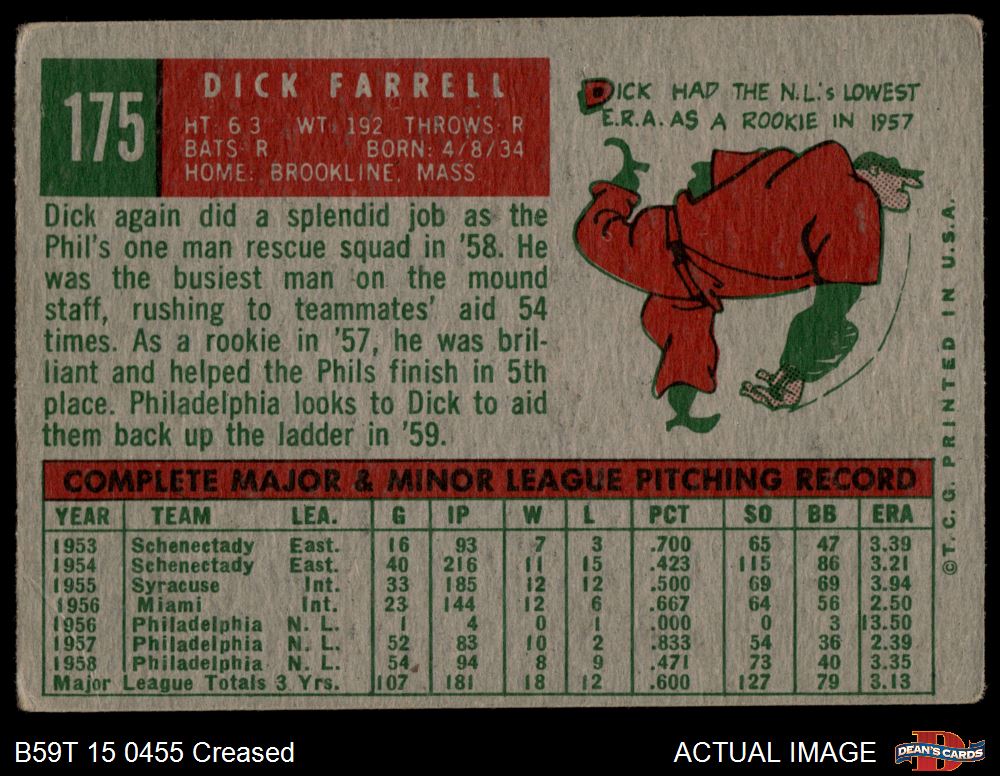 175
DICK FARRELL
HT: 6'3 WT: 192 THROWS: R
BATS: R BORN: 4/8/34
HOME: BROOKLINE, MASS.
DICK HAD THE N.L.'s LOWEST
E.R.A. AS A ROOKIE IN 1957
Dick again did a splendid job as the
Phil's one man rescue squad in '58. He
was the busiest man on the mound
staff, rushing to teammates' aid 54
times. As a rookie in '57, he was bril-
liant and helped the Phils finish in 5th
place. Philadelphia looks to Dick to aid
them back up the ladder in '59.
COMPLETE MAJOR & MINOR LEAGUE PITCHING RECORD
YEAR TEAM LEA. G IP W L PCT SO BB ERA
1953 Schenectady East. 16 93 7 3 .700 65 47 3.39
1954 Schenectady East. 40 216 11 15 .423 115 86 3.21
1955 Syracuse Int. 33 185 12 12 .500 69 69 3.94
1956 Miami Int. 23 144 12 6 .667 64 56 2.50
1956 Philadelphia N. L. 1 4 0 1 .000 0 3 13.50
1957 Philadelphia N. L. 52 83 10 2 .833 54 36 2.39
1958 Philadelphia N. L. 54 94 8 9 .471 73 40 3.35
Major League Totals 3 Yrs. 107 181 18 12 .600 127 79 3.13
©T. C. G. PRINTED IN U.S.A.
B59T 15 0455 Creased
ACTUAL IMAGE
D
DEAN'S CARDS